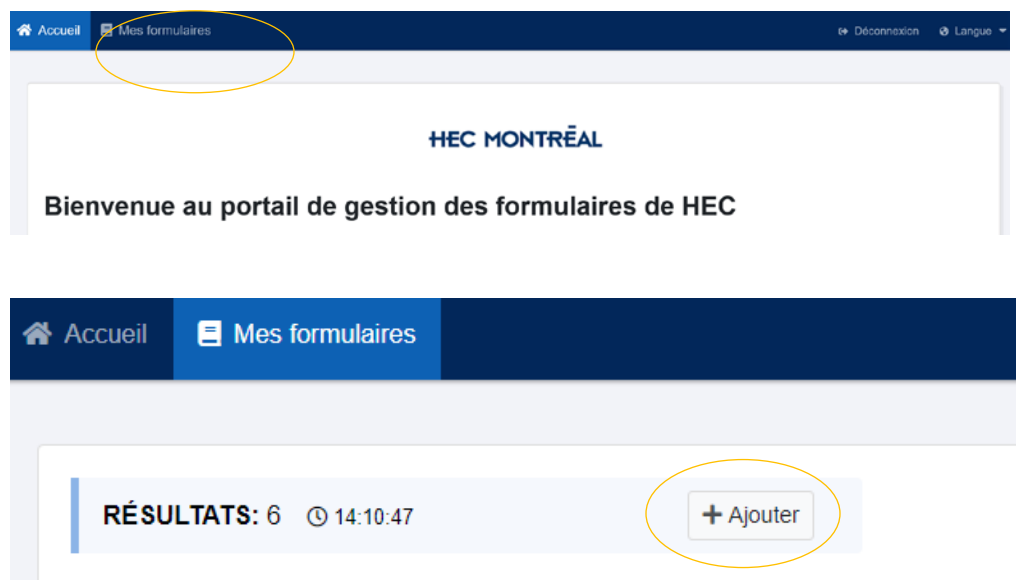 Accueil Mes formulaires Déconnexion Langue
HEC MONTRĒAL
Bienvenue au portail de gestion des formulaires de HEC
Accueil Mes formulaires
RÉSULTATS: 6 14:10:47 + Ajouter